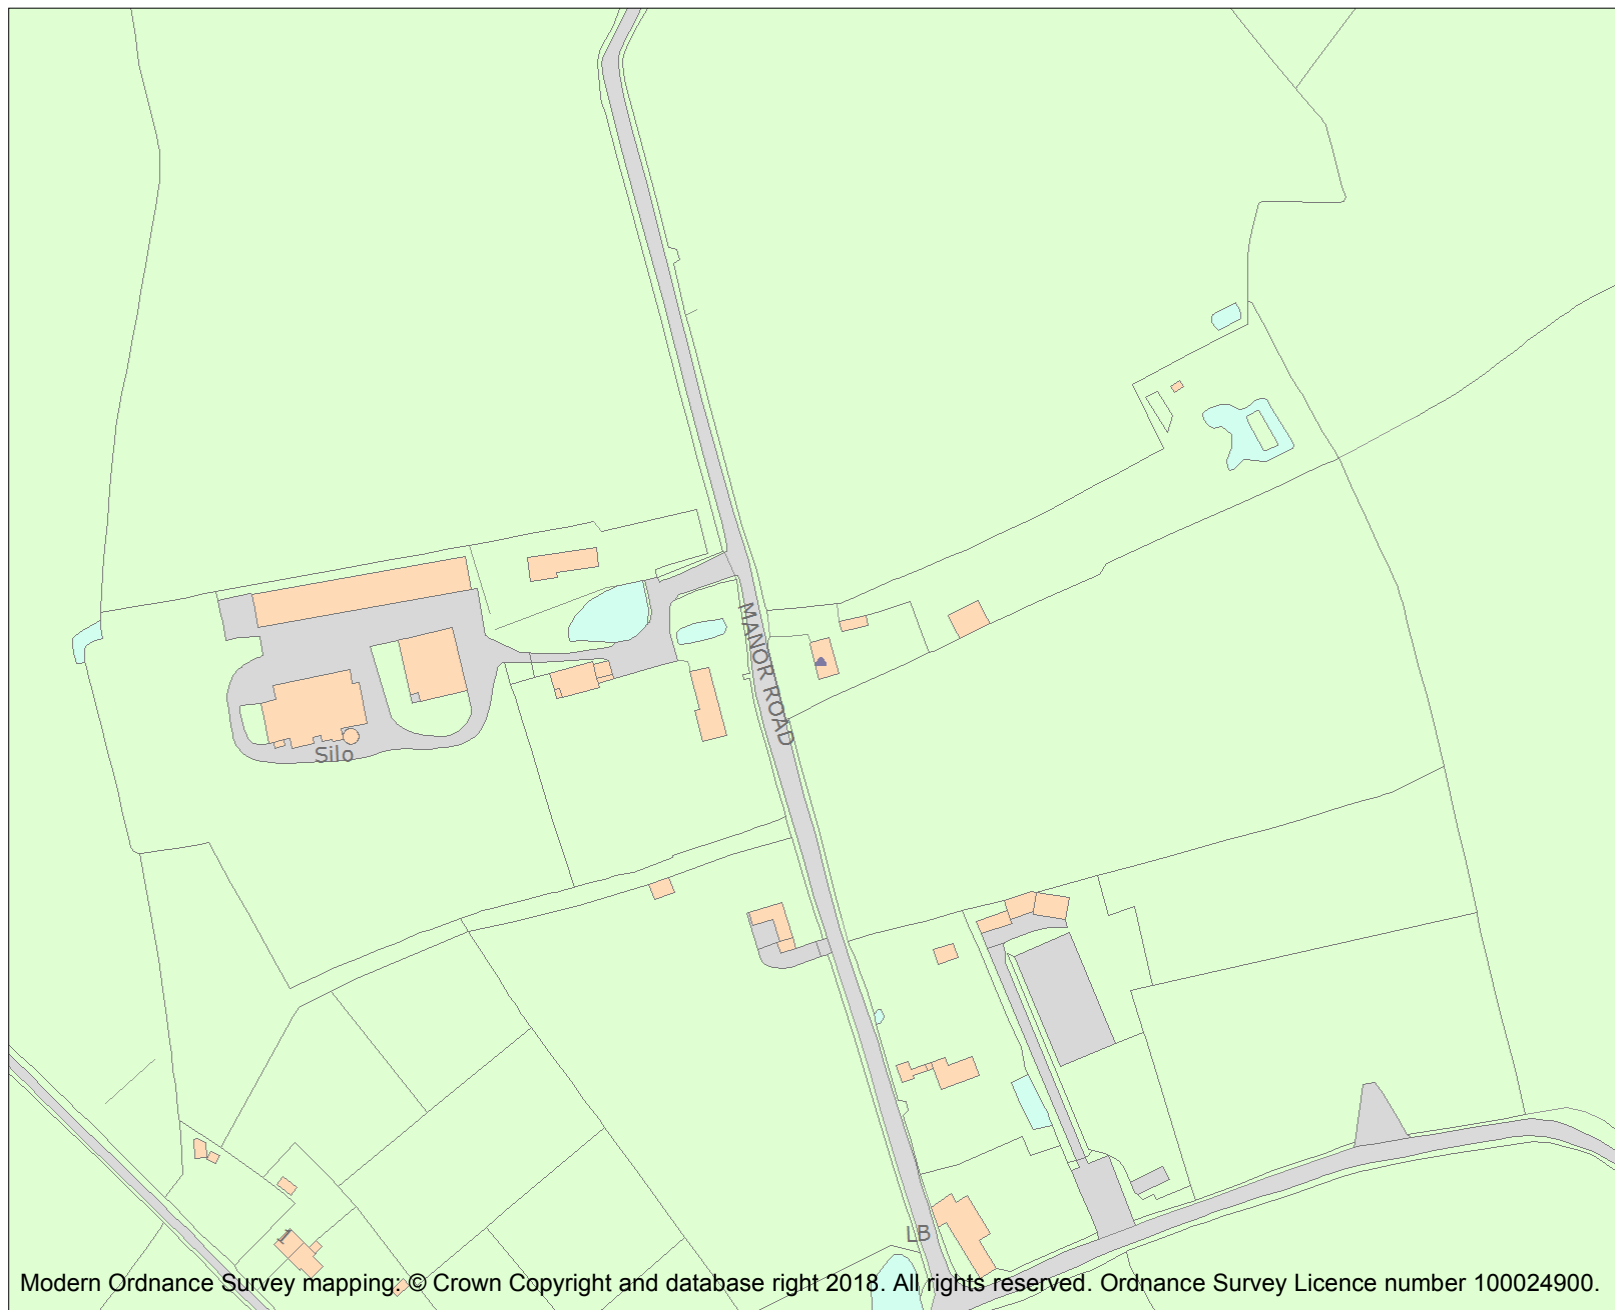 MANOR ROAD
Silo
LB
1
Modern Ordnance Survey mapping: © Crown Copyright and database right 2018. All rights reserved. Ordnance Survey Licence number 100024900.